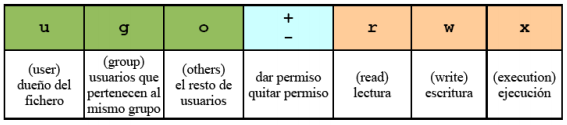 u g o + r w x
-
(user)
dueño del
fichero
(group)
usuarios que
pertenecen al
mismo grupo
(others)
el resto de
usuarios
dar permiso
quitar permiso
(read)
lectura
(write)
escritura
(execution)
ejecución